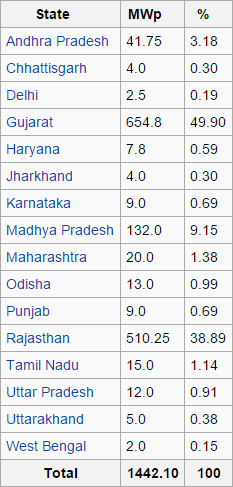 State MWp %
Andhra Pradesh 41.75 3.18
Chhattisgarh 4.0 0.30
Delhi 2.5 0.19
Gujarat 654.8 49.90
Haryana 7.8 0.59
Jharkhand 4.0 0.30
Karnataka 9.0 0.69
Madhya Pradesh 132.0 9.15
Maharashtra 20.0 1.38
Odisha 13.0 0.99
Punjab 9.0 0.69
Rajasthan 510.25 38.89
Tamil Nadu 15.0 1.14
Uttar Pradesh 12.0 0.91
Uttarakhand 5.0 0.38
West Bengal 2.0 0.15
Total 1442.10 100